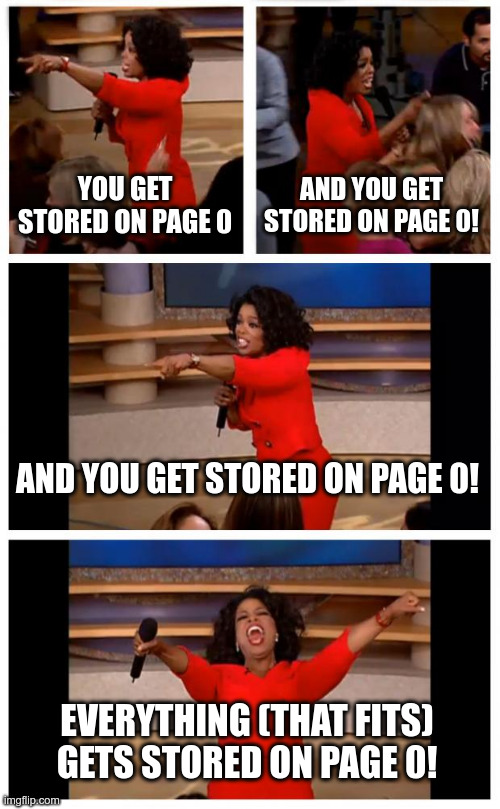 YOU GET
STORED ON PAGE 0
AND YOU GET
STORED ON PAGE 0!
AND YOU GET STORED ON PAGE 0!
EVERYTHING (THAT FITS)
GETS STORED ON PAGE 0!
imgflip.com